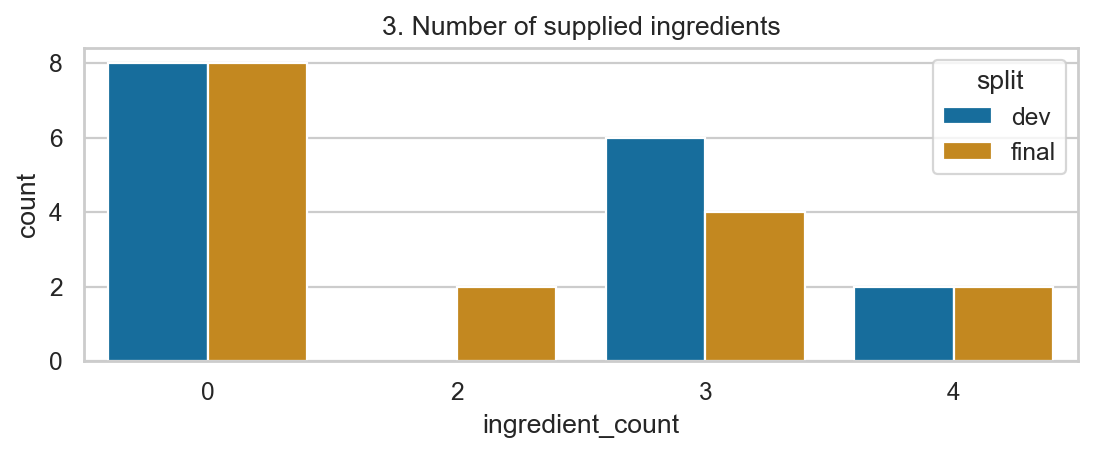 3. Number of supplied ingredients
split
dev
final
8
6
4
2
0
count
0 2 3 4
ingredient_count